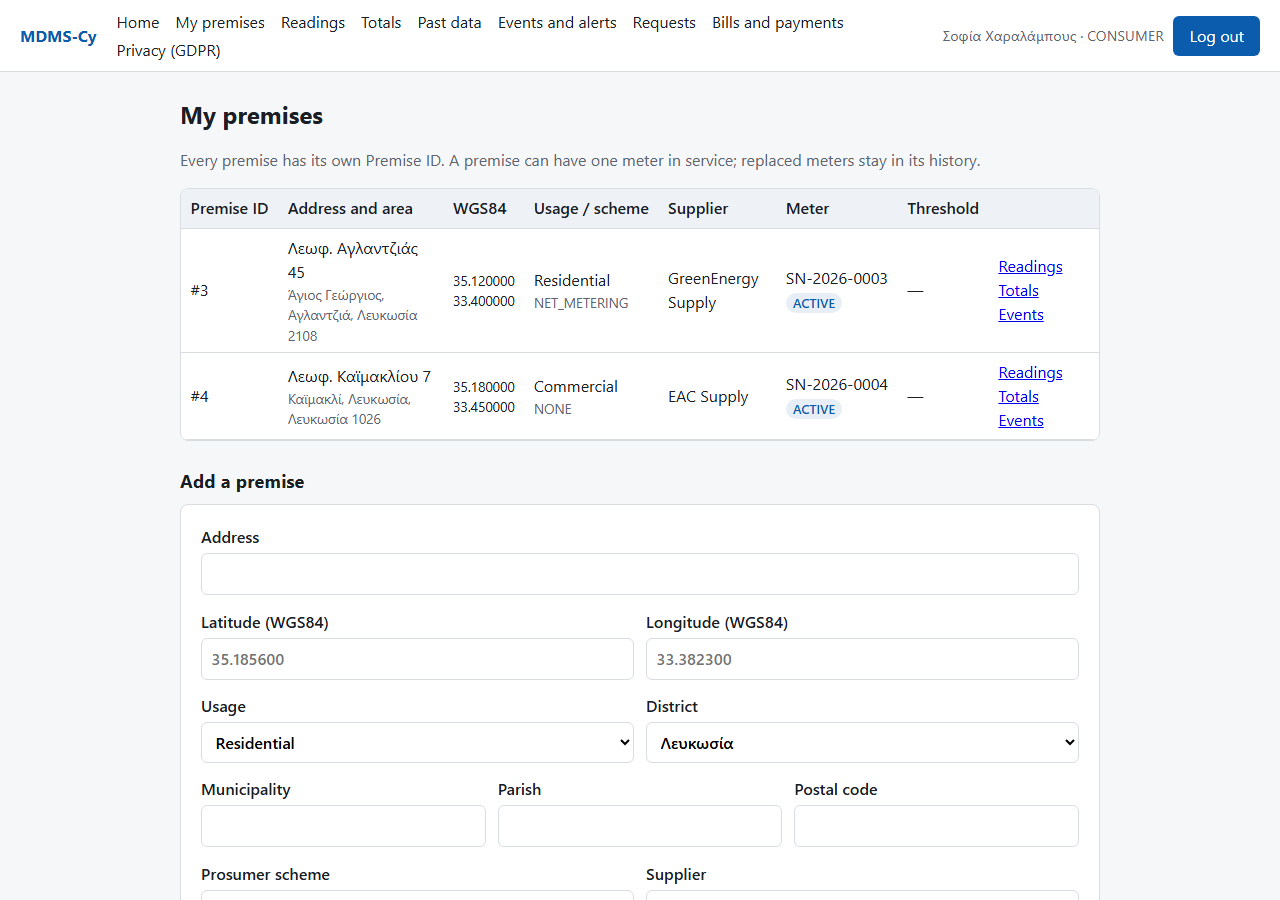 MDMS-Cy
Home My premises Readings Totals Past data Events and alerts Requests Bills and payments
Privacy (GDPR)
Σοφία Χαραλάμπους · CONSUMER
Log out
My premises
Every premise has its own Premise ID. A premise can have one meter in service; replaced meters stay in its history.
Premise ID Address and area WGS84 Usage / scheme Supplier Meter Threshold
#3
Λεωφ. Αγλαντζιάς
45
Άγιος Γεώργιος,
Αγλαντζιά, Λευκωσία
2108
35.120000
33.400000
Residential
NET_METERING
GreenEnergy
Supply
SN-2026-0003
ACTIVE
—
Readings
Totals
Events
#4
Λεωφ. Καϊμακλίου 7
Καϊμακλί, Λευκωσία,
Λευκωσία 1026
35.180000
33.450000
Commercial
NONE
EAC Supply
SN-2026-0004
ACTIVE
—
Readings
Totals
Events
Add a premise
Address
Latitude (WGS84) Longitude (WGS84)
35.185600 33.382300
Usage District
Residential Λευκωσία
Municipality Parish Postal code
Prosumer scheme Supplier